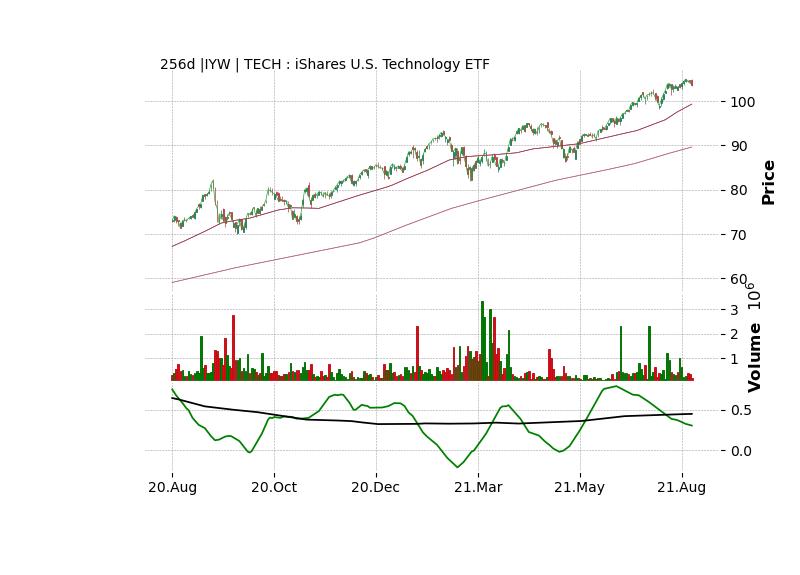 256d |IYW | TECH : iShares U.S. Technology ETF
100
90
80
70
60
Price
10^6
3
2
1
Volume
0.5
0.0
20.Aug
20.Oct
20.Dec
21.Mar
21.May
21.Aug